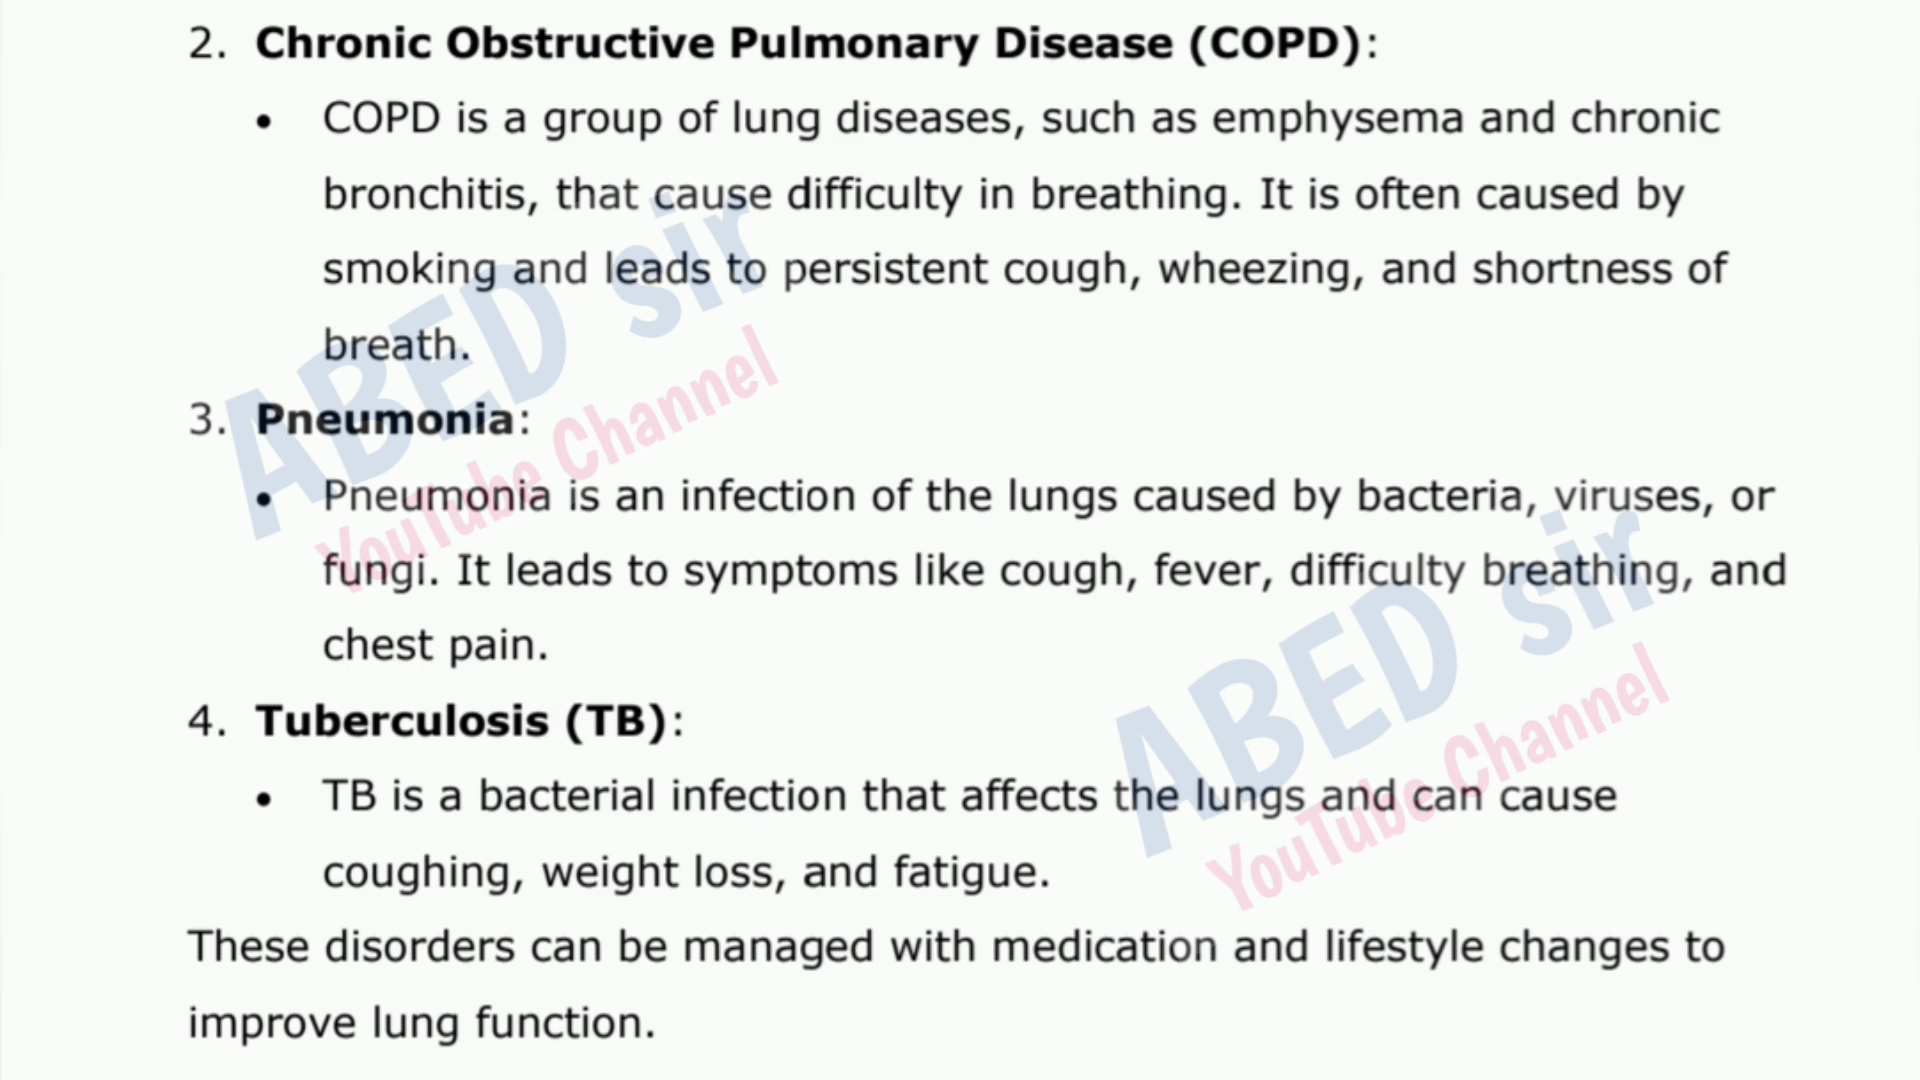 2. Chronic Obstructive Pulmonary Disease (COPD):
• COPD is a group of lung diseases, such as emphysema and chronic
bronchitis, that cause difficulty in breathing. It is often caused by
smoking and leads to persistent cough, wheezing, and shortness of
breath.
3. Pneumonia:
• Pneumonia is an infection of the lungs caused by bacteria, viruses, or
fungi. It leads to symptoms like cough, fever, difficulty breathing, and
chest pain.
4. Tuberculosis (TB):
• TB is a bacterial infection that affects the lungs and can cause
coughing, weight loss, and fatigue.
These disorders can be managed with medication and lifestyle changes to
improve lung function.
ABED sir
YouTube Channel
ABED sir
YouTube Channel